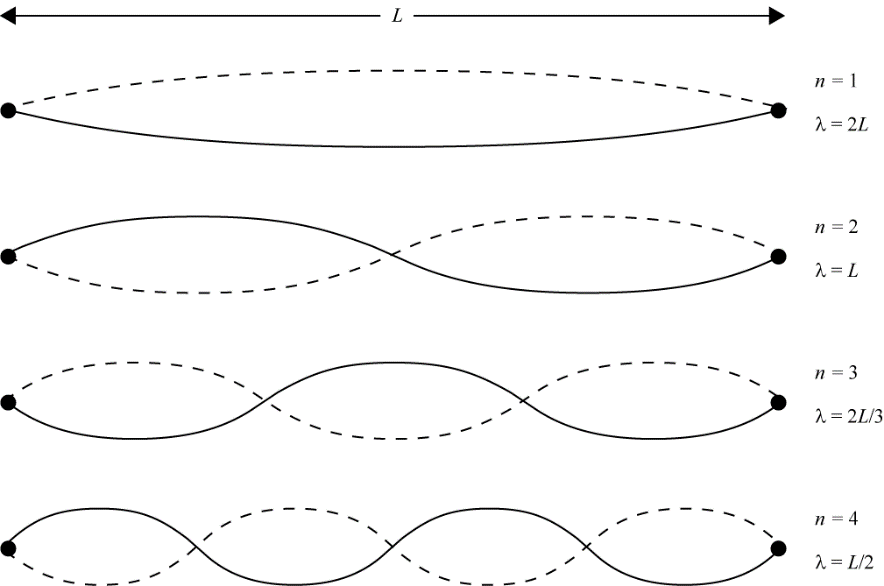 L
n = 1
λ = 2L
n = 2
λ = L
n = 3
λ = 2L/3
n = 4
λ = L/2